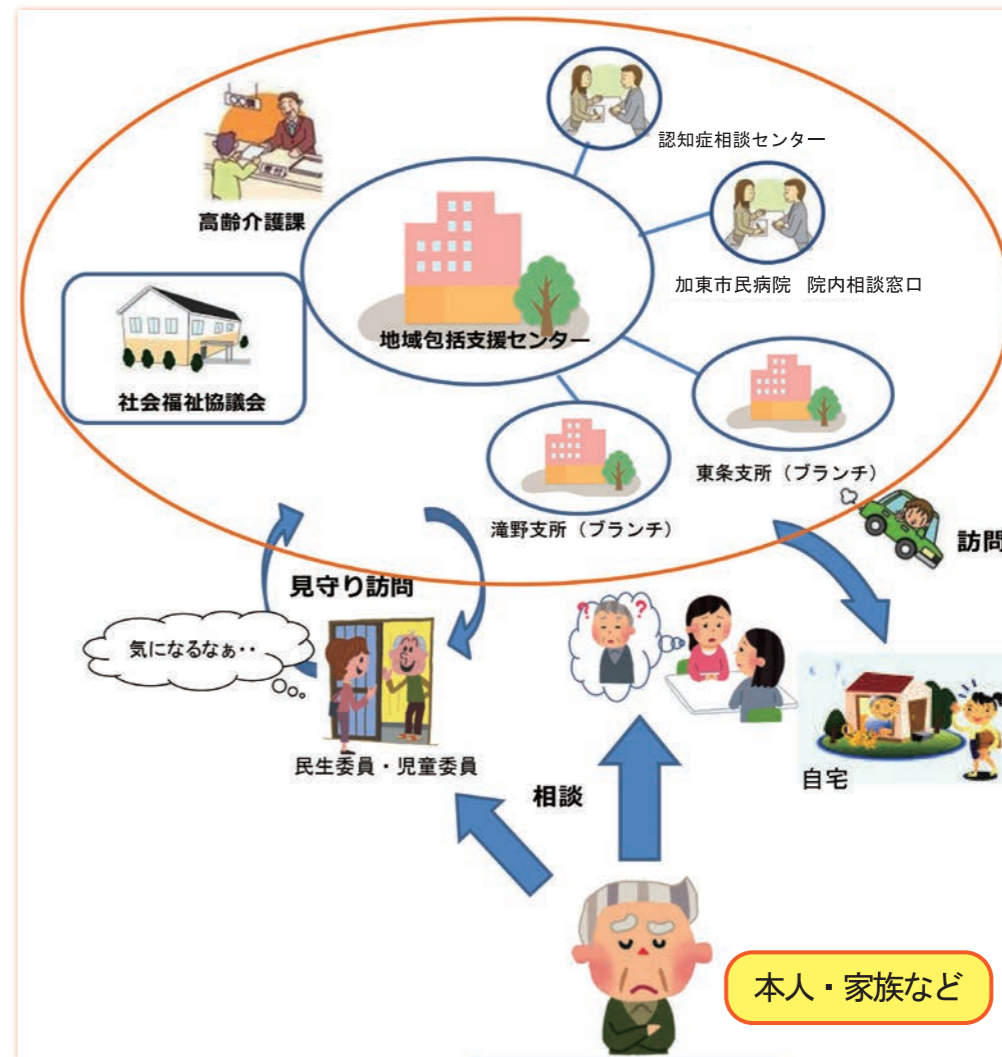 認知症相談センター
高齢介護課
加東市民病院 院内相談窓口
地域包括支援センター
社会福祉協議会
東条支所（ブランチ）
滝野支所（ブランチ）
訪問
見守り訪問
気になるなぁ・・
民生委員・児童委員
自宅
相談
本人・家族など